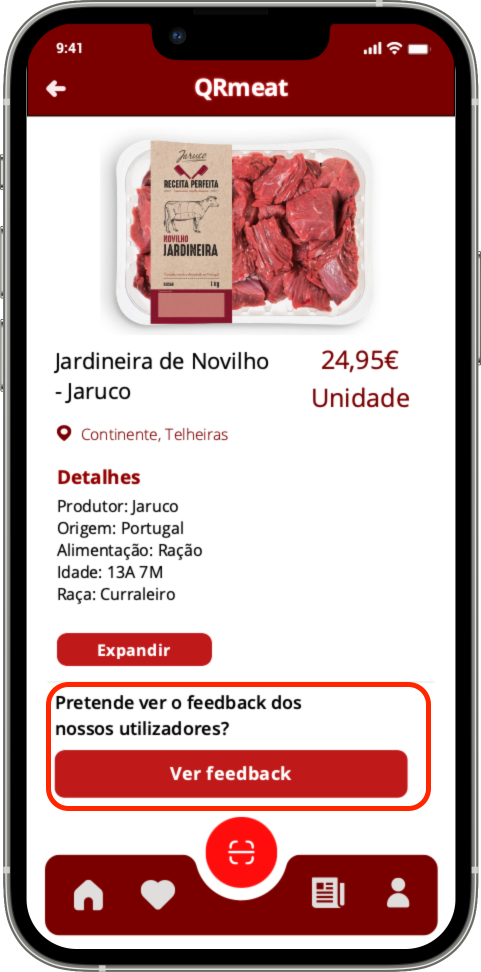 9:41
QRmeat
Jaruco
RECEITA PERFEITA
NOVILHO
JARDINEIRA
1 kg
Jardineira de Novilho
- Jaruco
24,95€
Unidade
Continente, Telheiras
Detalhes
Produtor: Jaruco
Origem: Portugal
Alimentação: Ração
Idade: 13A 7M
Raça: Curraleiro
Expandir
Pretende ver o feedback dos
nossos utilizadores?
Ver feedback